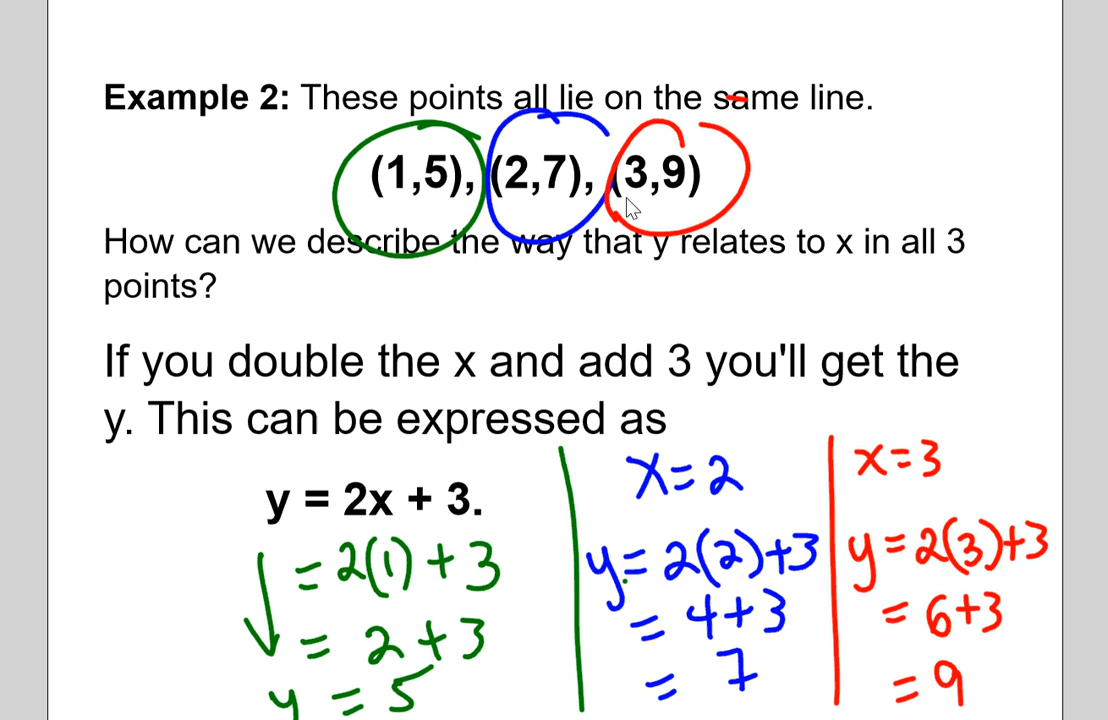 Example 2: These points all lie on the same line.
(1,5), (2,7), (3,9)
How can we describe the way that y relates to x in all 3
points?
If you double the x and add 3 you'll get the
y. This can be expressed as
y = 2x + 3.
= 2(1) + 3
= 2 + 3
y = 5
x = 2
y = 2(2)+3
= 4+3
= 7
x=3
y=2(3)+3
= 6+3
= 9